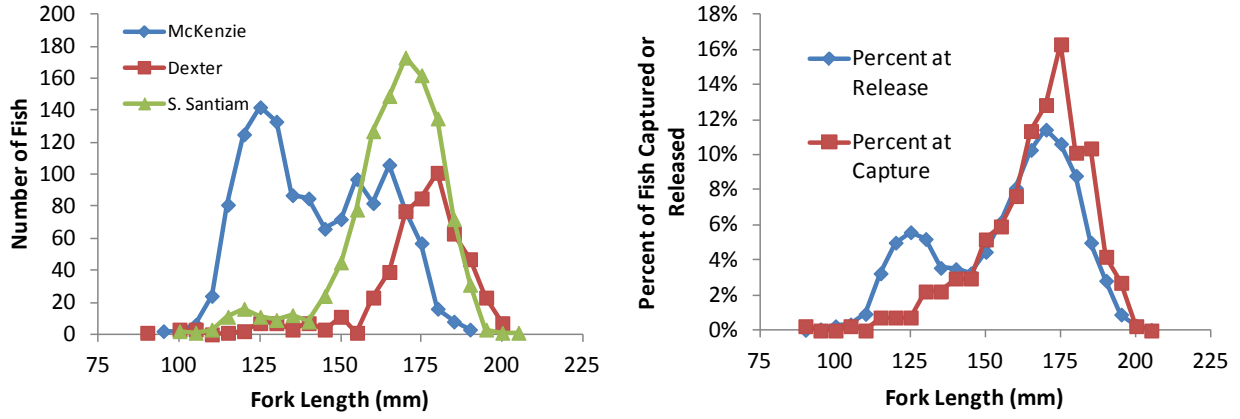 200
180
160
140
120
100
80
60
40
20
0
Number of Fish
McKenzie
Dexter
S. Santiam
75 100 125 150 175 200 225
Fork Length (mm)
18%
16%
14%
12%
10%
8%
6%
4%
2%
0%
Percent of Fish Captured or
Released
Percent at
Release
Percent at
Capture
75 100 125 150 175 200 225
Fork Length (mm)